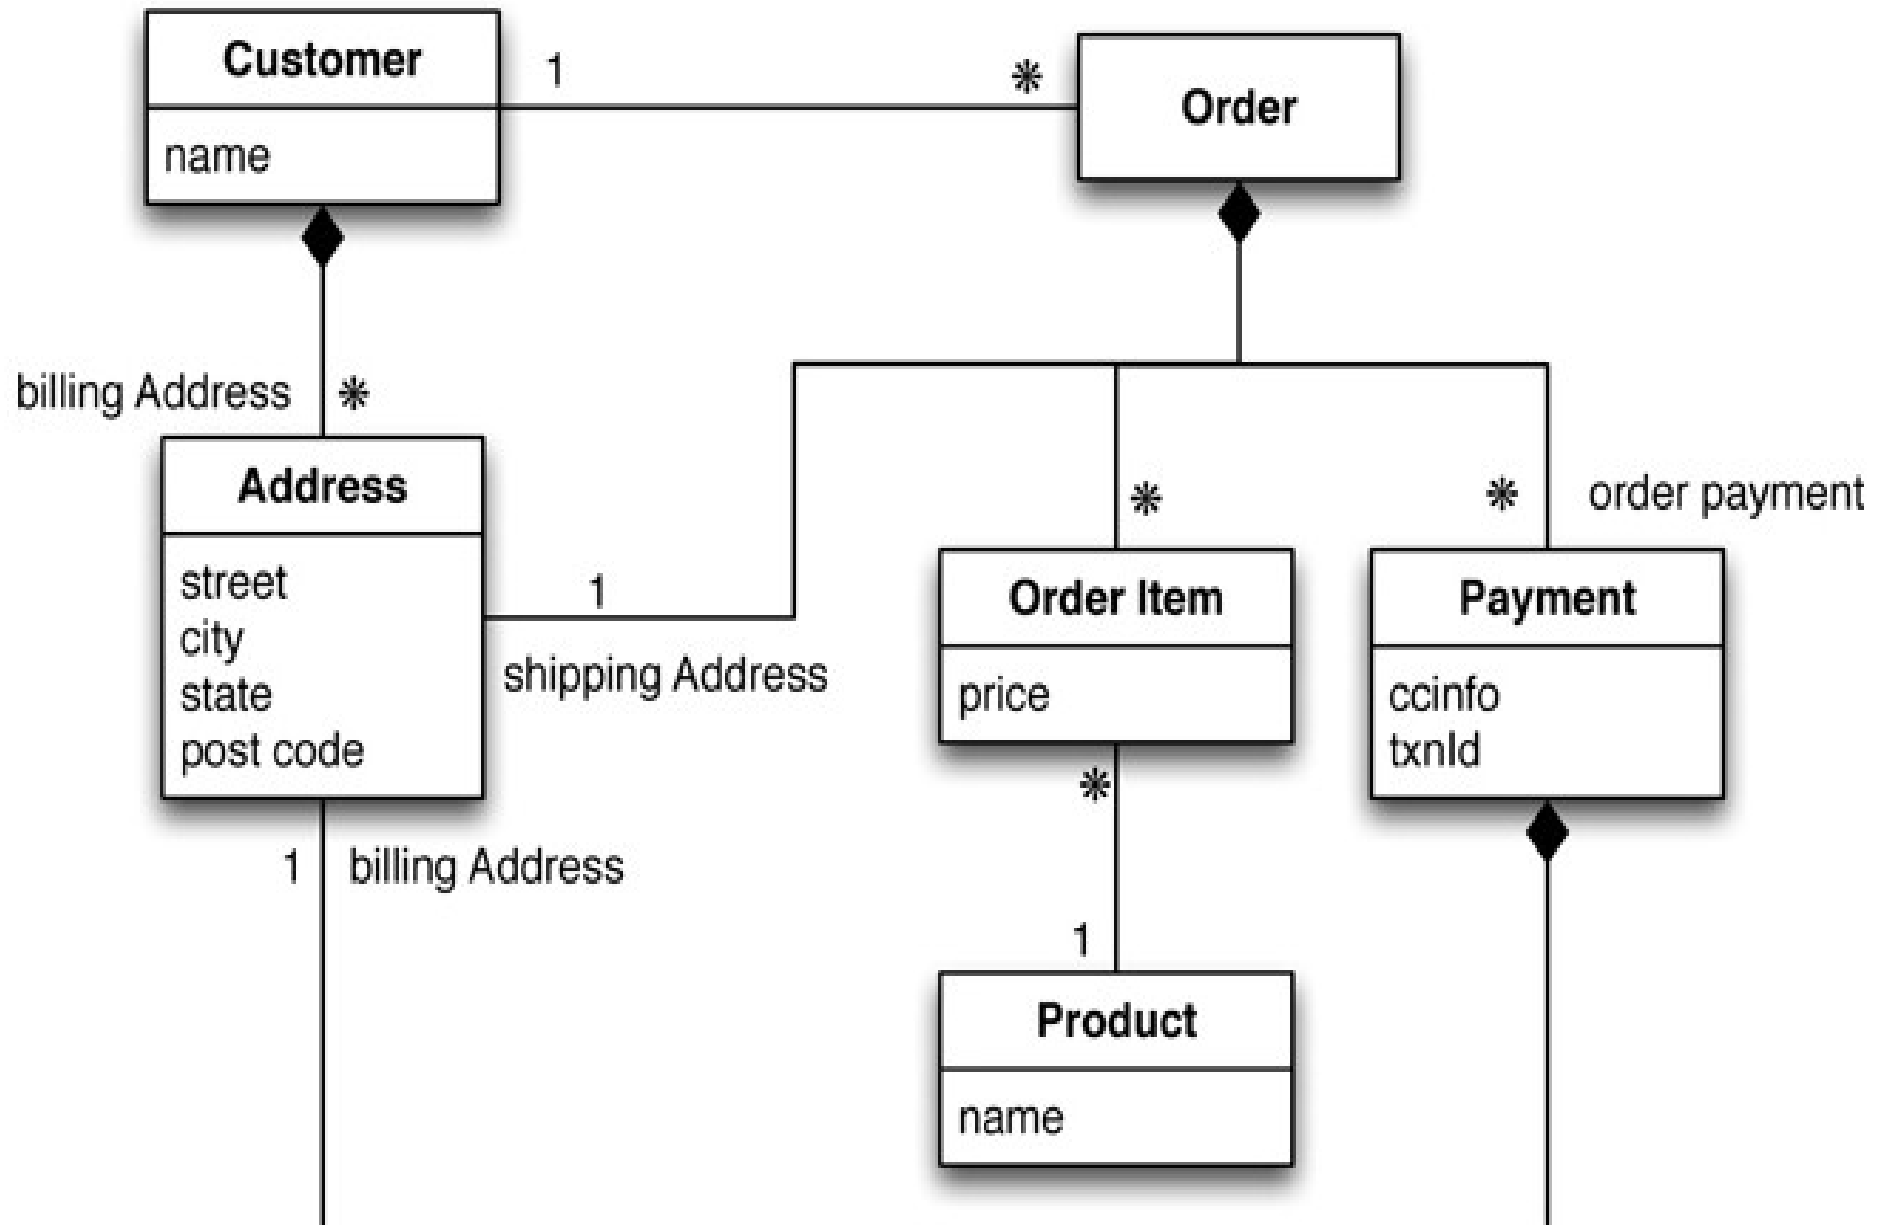 Customer
name
1
*
Order
billing Address
*
Address
street
city
state
post code
1
shipping Address
*
Order Item
price
*
order payment
Payment
ccinfo
txnId
*
1
Product
name
1
billing Address